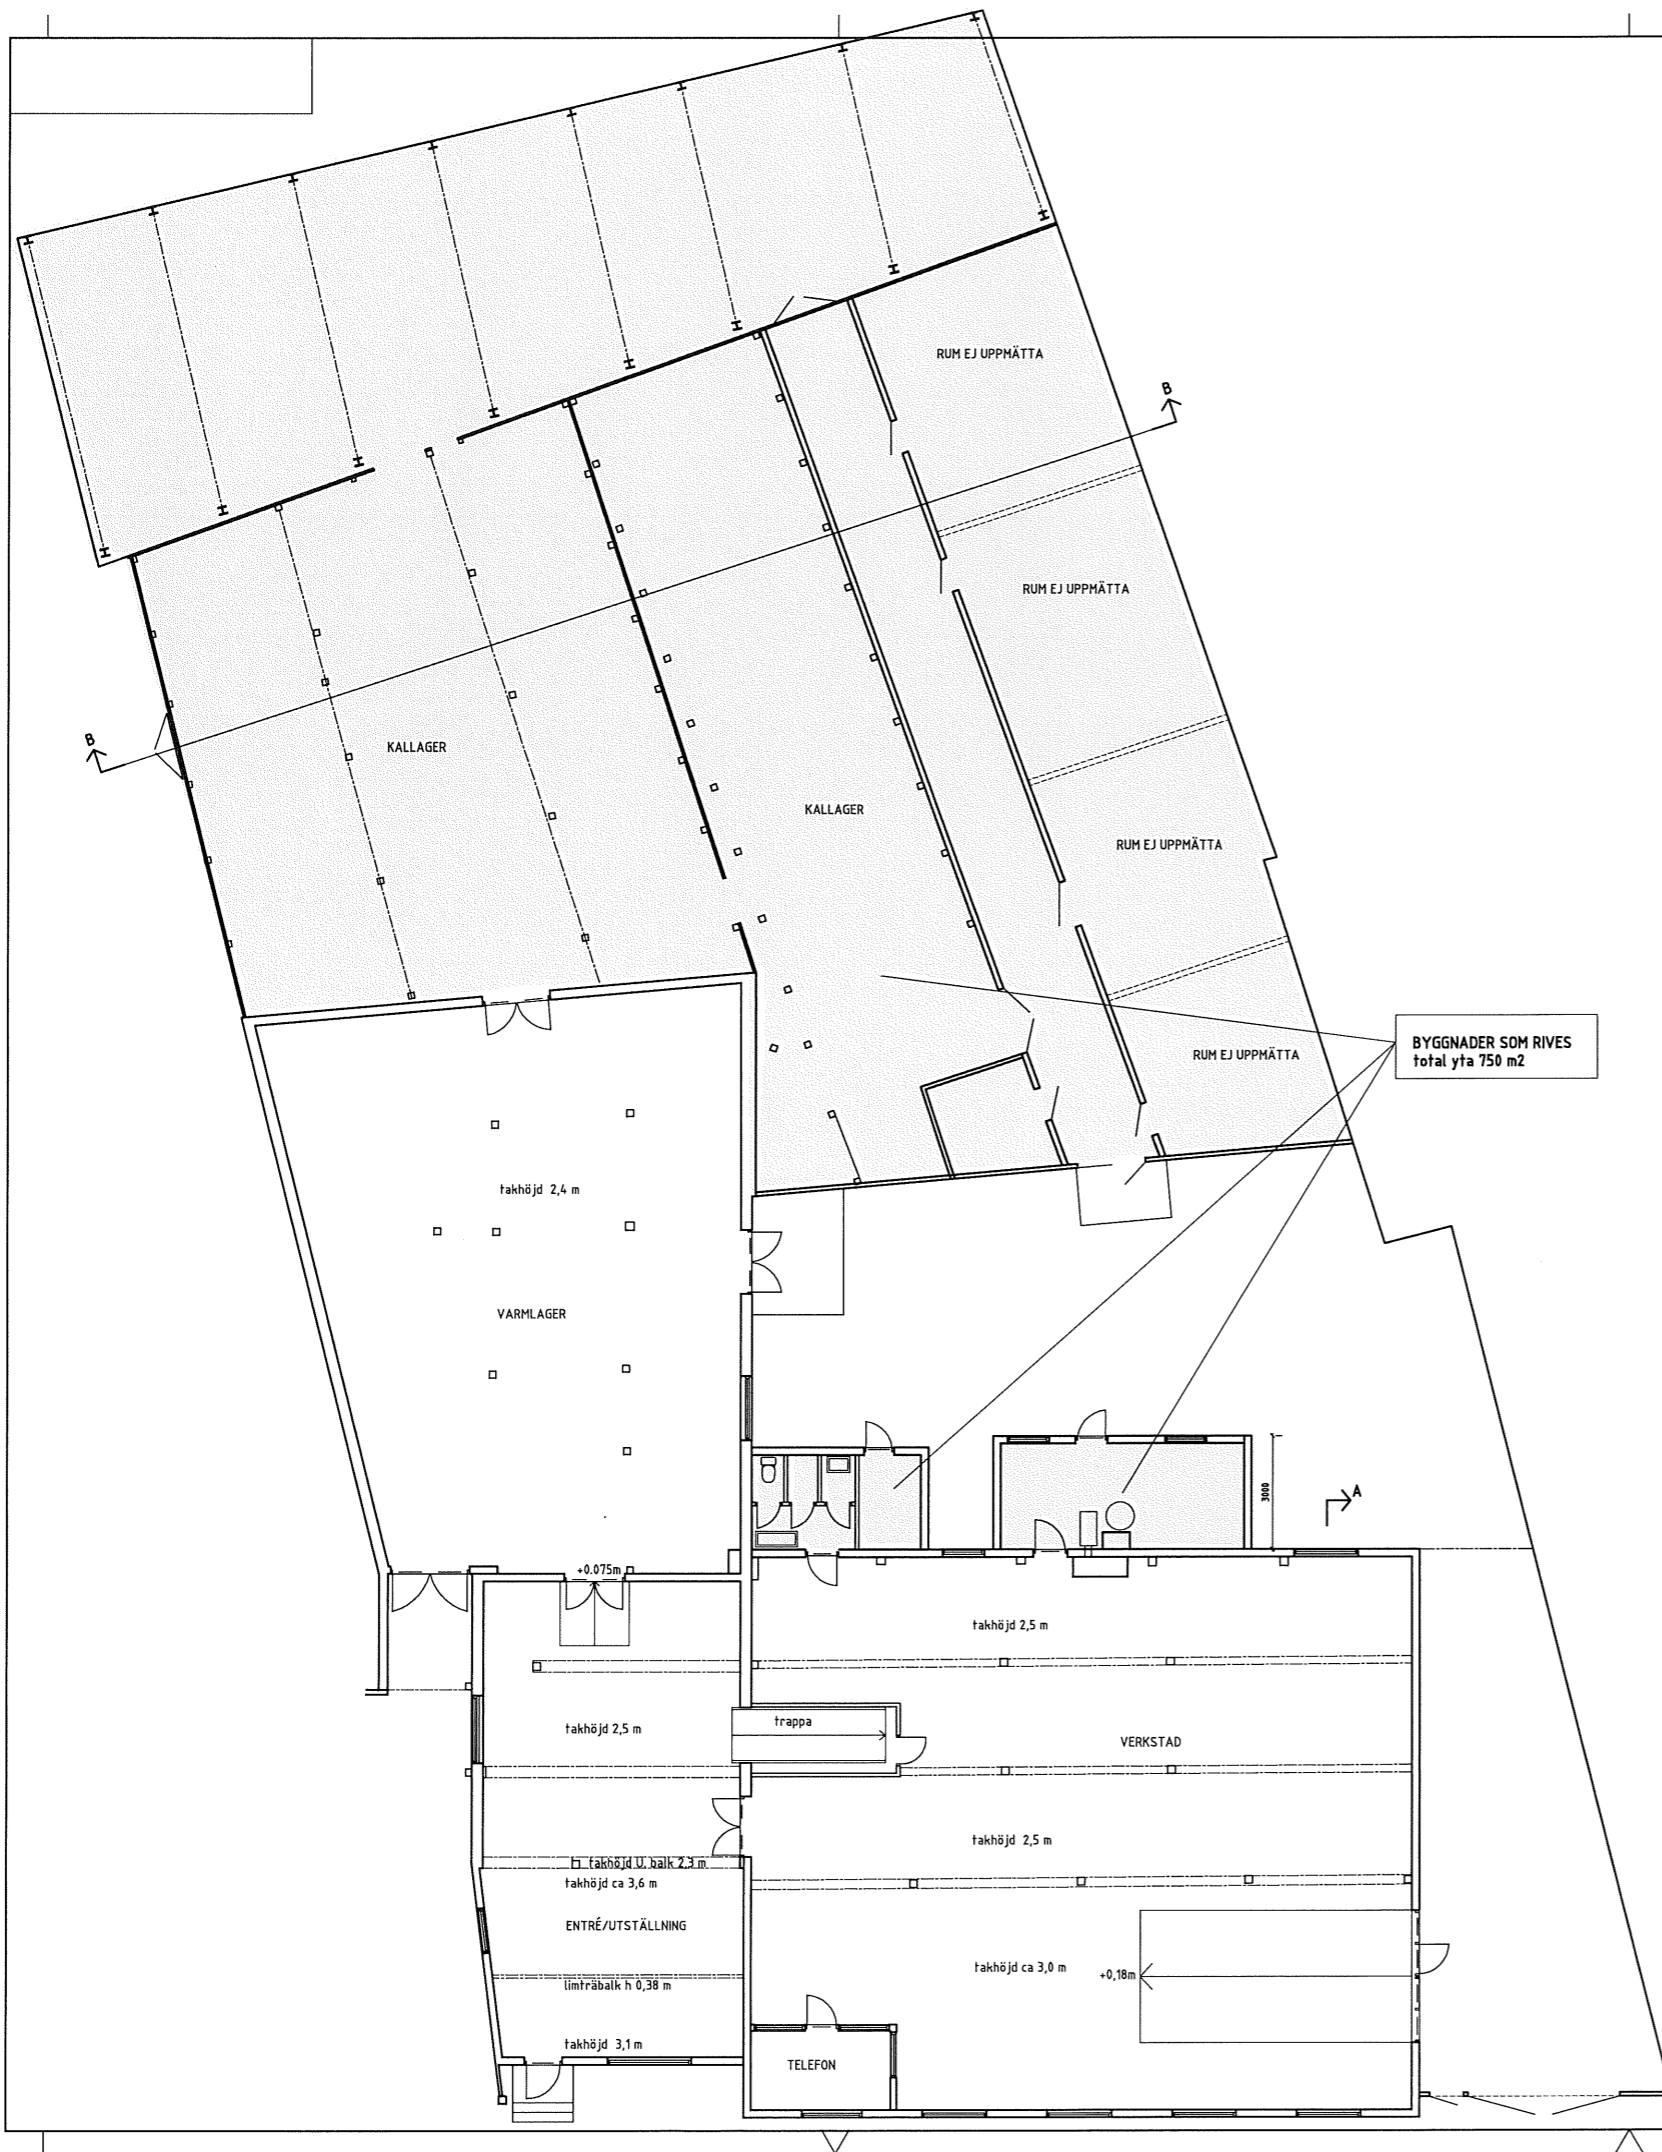 RUM EJ UPPMÄTTA
B
RUM EJ UPPMÄTTA
B
KALLAGER
KALLAGER
RUM EJ UPPMÄTTA
BYGGNADER SOM RIVES
total yta 750 m2
RUM EJ UPPMÄTTA
takhöjd 2,4 m
VARMLAGER
3000
A
+0.075m
takhöjd 2,5 m
trappa
takhöjd 2,5 m
VERKSTAD
takhöjd 2,5 m
takhöjd U. balk 2,3 m
takhöjd ca 3,6 m
ENTRÉ/UTSTÄLLNING
takhöjd ca 3,0 m
+0,18m
limträbalk h 0,38 m
takhöjd 3,1 m
TELEFON